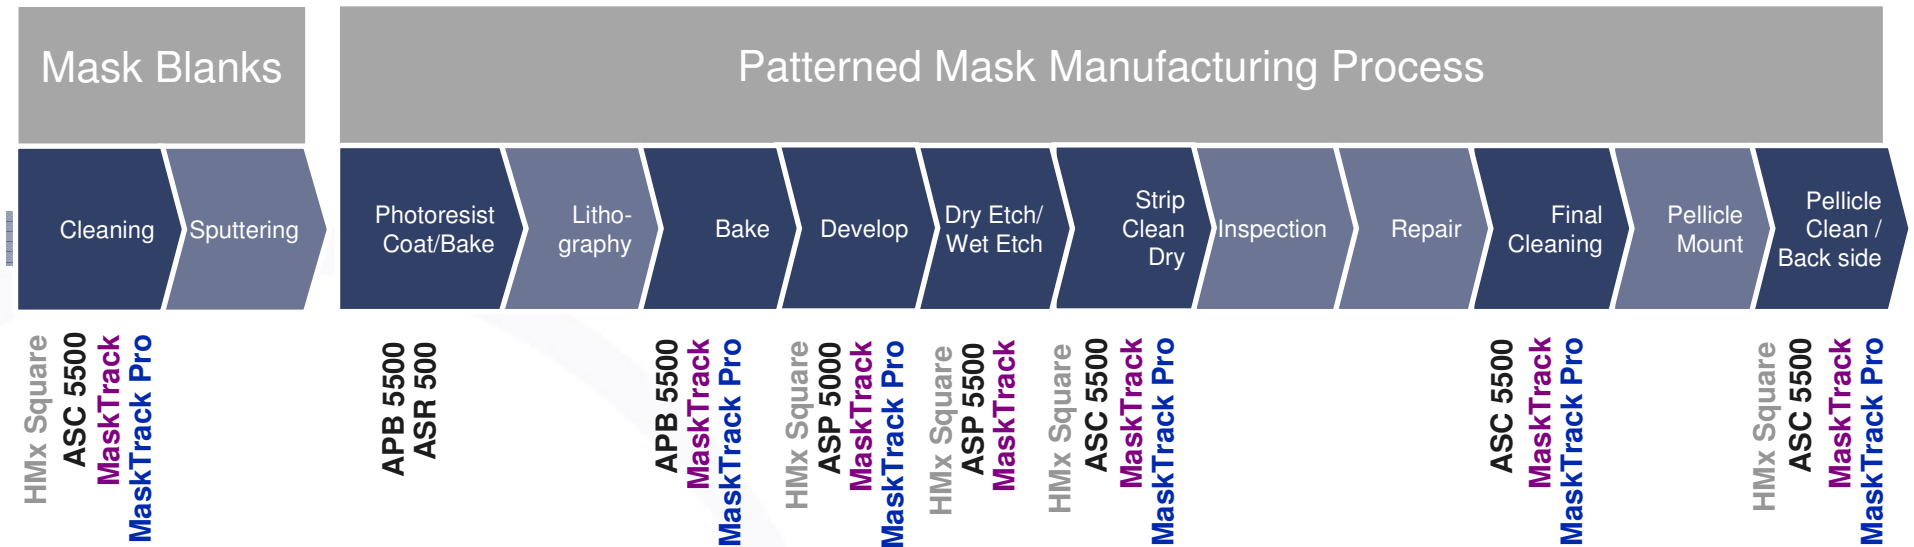 Mask Blanks
Patterned Mask Manufacturing Process
Cleaning
Sputtering
Photoresist
Coat/Bake
Litho-
graphy
Bake
Develop
Dry Etch/
Wet Etch
Strip
Clean
Dry
Inspection
Repair
Final
Cleaning
Pellicle
Mount
Pellicle
Clean /
Back side
HMx Square
ASC 5500
MaskTrack
MaskTrack Pro
APB 5500
ASR 500
APB 5500
MaskTrack
MaskTrack Pro
HMx Square
ASP 5000
MaskTrack
MaskTrack Pro
HMx Square
ASP 5500
MaskTrack
HMx Square
ASC 5500
MaskTrack
MaskTrack Pro
ASC 5500
MaskTrack
MaskTrack Pro
HMx Square
ASC 5500
MaskTrack
MaskTrack Pro